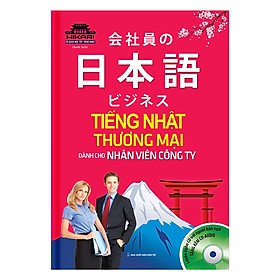 HIKARI
会社員の
日本語
ビジネス
TIẾNG NHẬT
THƯƠNG MẠI
DÀNH CHO NHÂN VIÊN CÔNG TY